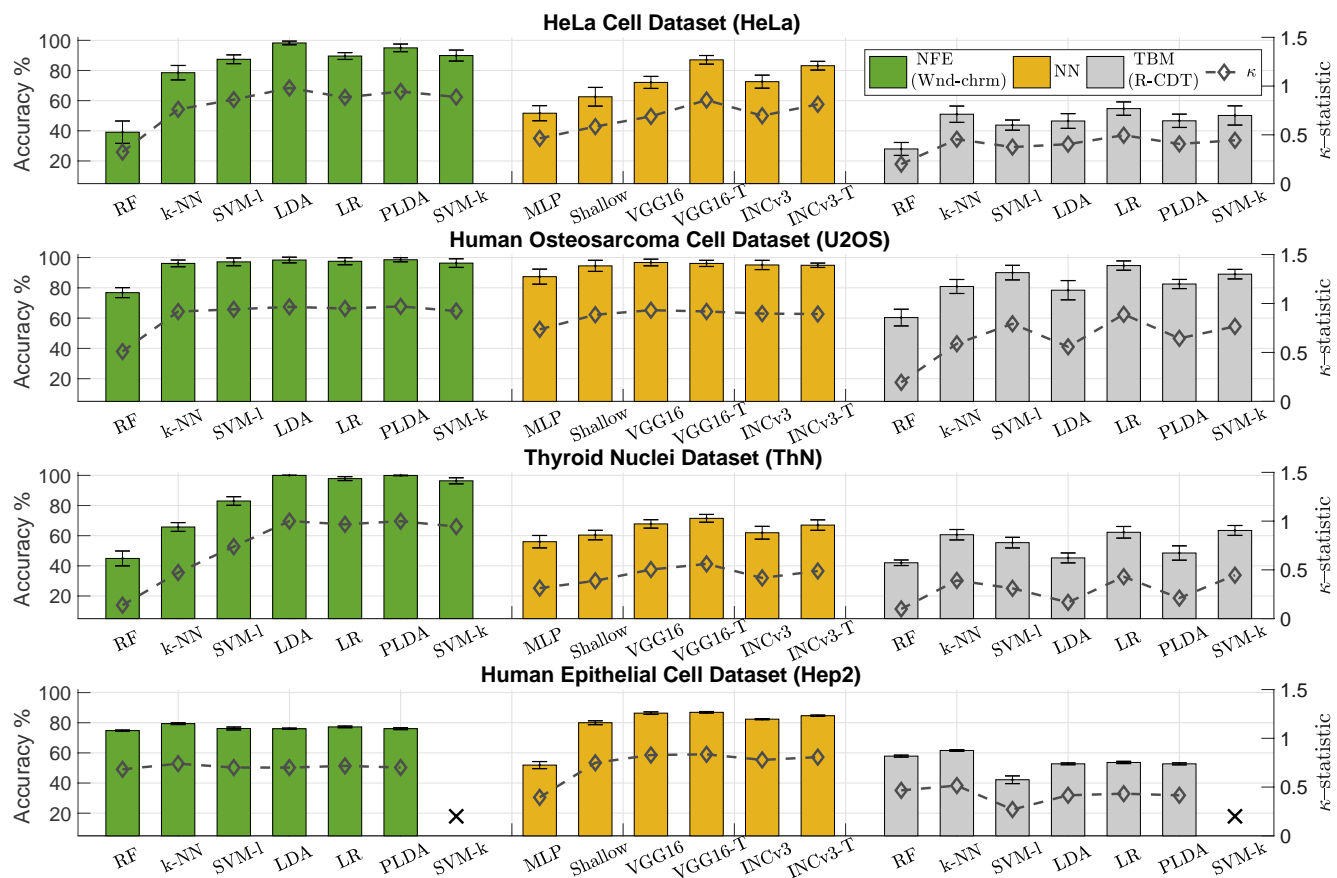 HeLa Cell Dataset (HeLa)
Accuracy %
100
80
60
40
20
1.5
1
0.5
0
κ−statistic
NFE
(Wnd-chrm)
NN
TBM
(R-CDT)
κ
RF k-NN SVM-l LDA LR PLDA SVM-k MLP Shallow VGG16 VGG16-T INCv3 INCv3-T RF k-NN SVM-l LDA LR PLDA SVM-k
Human Osteosarcoma Cell Dataset (U2OS)
Accuracy %
100
80
60
40
20
1.5
1
0.5
0
κ−statistic
RF k-NN SVM-l LDA LR PLDA SVM-k MLP Shallow VGG16 VGG16-T INCv3 INCv3-T RF k-NN SVM-l LDA LR PLDA SVM-k
Thyroid Nuclei Dataset (ThN)
Accuracy %
100
80
60
40
20
1.5
1
0.5
0
κ−statistic
RF k-NN SVM-l LDA LR PLDA SVM-k MLP Shallow VGG16 VGG16-T INCv3 INCv3-T RF k-NN SVM-l LDA LR PLDA SVM-k
Human Epithelial Cell Dataset (Hep2)
Accuracy %
100
80
60
40
20
1.5
1
0.5
0
κ−statistic
RF k-NN SVM-l LDA LR PLDA SVM-k MLP Shallow VGG16 VGG16-T INCv3 INCv3-T RF k-NN SVM-l LDA LR PLDA SVM-k